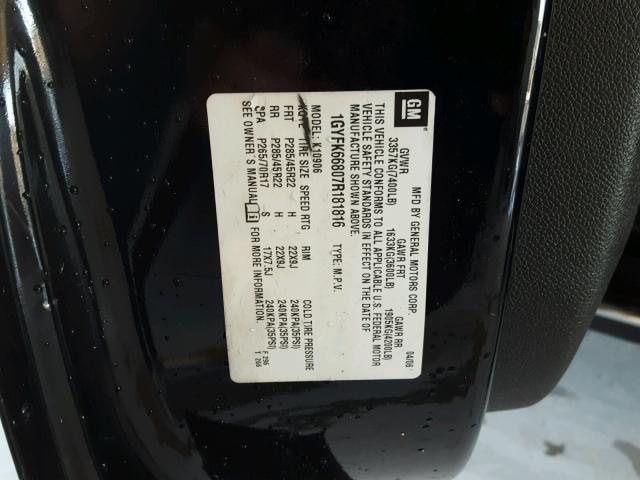 GM
MFD BY GENERAL MOTORS CORP. 04/06
GVWR GAWR FRT GAWR RR
3357KG(7400LB) 1633KG(3600LB) 1905KG(4200LB)
THIS VEHICLE CONFORMS TO ALL APPLICABLE U.S. FEDERAL MOTOR
VEHICLE SAFETY STANDARDS IN EFFECT ON THE DATE OF
MANUFACTURE SHOWN ABOVE.
1GYFK66807R181816 TYPE: M.P.V.
MODEL: K10906
TIRE SIZE SPEED RTG RIM COLD TIRE PRESSURE
FRT P285/45R22 H 22X9J 240KPA(35PSI)
RR P285/45R22 H 22X9J 240KPA(35PSI)
SPA P265/70R17 S 17X7.5J 240KPA(35PSI)
SEE OWNER'S MANUAL i FOR MORE INFORMATION.
F 296
T 266